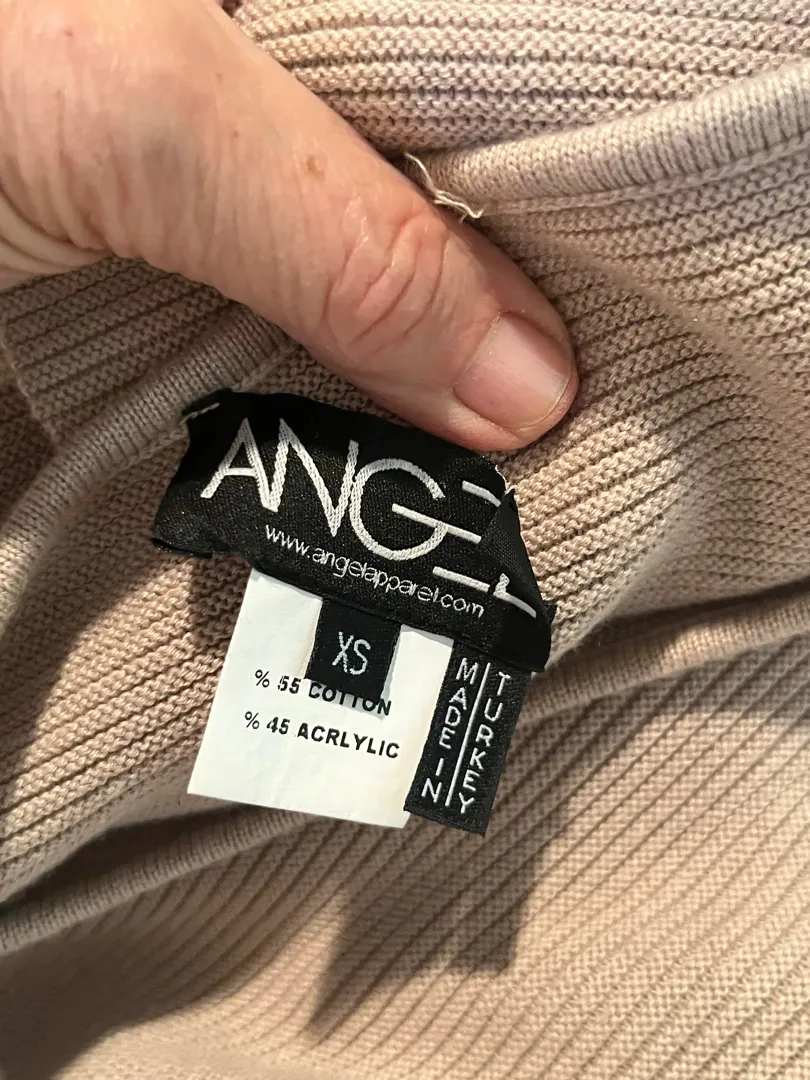 ANGEL
www.angelapparel.com
XS
% 55 COTTON
% 45 ACRLYLIC
MADE IN
TURKEY